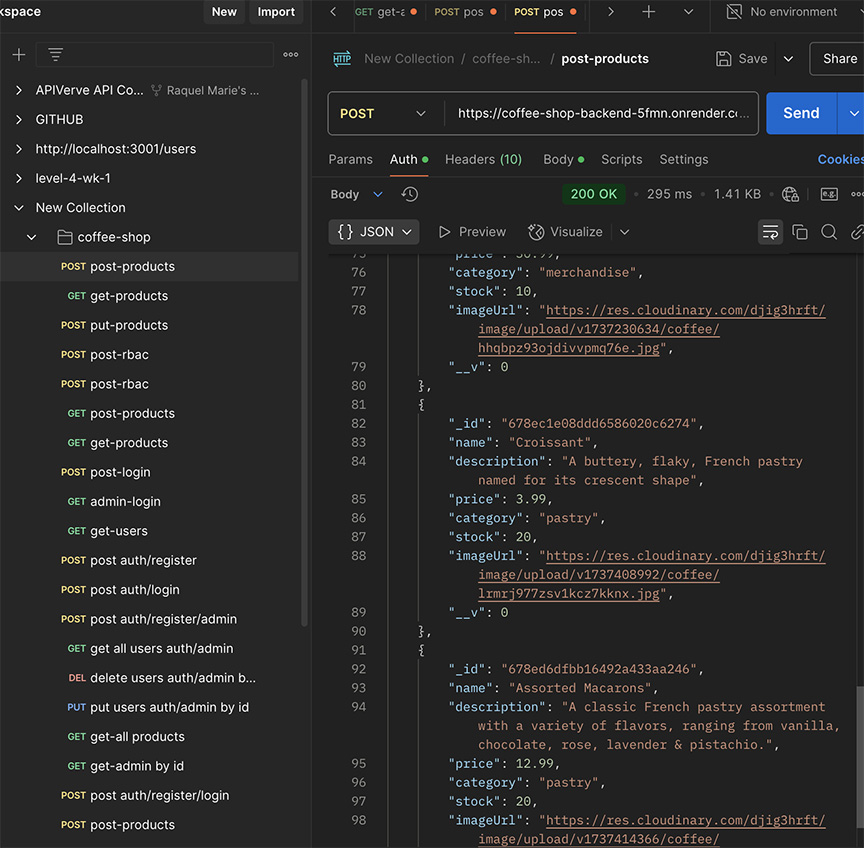 kspace
New
Import
GET get-a
POST pos
POST pos
No environment
New Collection / coffee-sh... / post-products
Save
Share
APIVerve API Co...
Raquel Marie's ...
GITHUB
http://localhost:3001/users
level-4-wk-1
New Collection
coffee-shop
POST post-products
GET get-products
POST put-products
POST post-rbac
POST post-rbac
GET post-products
GET get-products
POST post-login
GET admin-login
GET get-users
POST post auth/register
POST post auth/login
POST post auth/register/admin
GET get all users auth/admin
DEL delete users auth/admin b...
PUT put users auth/admin by id
GET get-all products
GET get-admin by id
POST post auth/register/login
POST post-products
HTTP
POST
https://coffee-shop-backend-5fmn.onrender.co...
Send
Params
Auth
Headers (10)
Body
Scripts
Settings
Cookies
Body
200 OK
295 ms
1.41 KB
e.g.
{} JSON
Preview
Visualize
75 "price": 30.99,
76 "category": "merchandise",
77 "stock": 10,
78 "imageUrl": "https://res.cloudinary.com/djig3hrft/
image/upload/v1737230634/coffee/
hhqbpz93ojdivvpmq76e.jpg",
79 "__v": 0
80 },
81 {
82 "_id": "678ec1e08ddd6586020c6274",
83 "name": "Croissant",
84 "description": "A buttery, flaky, French pastry
named for its crescent shape",
85 "price": 3.99,
86 "category": "pastry",
87 "stock": 20,
88 "imageUrl": "https://res.cloudinary.com/djig3hrft/
image/upload/v1737408992/coffee/
lrmrj977zsv1kcz7kknx.jpg",
89 "__v": 0
90 },
91 {
92 "_id": "678ed6dfbb16492a433aa246",
93 "name": "Assorted Macarons",
94 "description": "A classic French pastry assortment
with a variety of flavors, ranging from vanilla,
chocolate, rose, lavender & pistachio.",
95 "price": 12.99,
96 "category": "pastry",
97 "stock": 20,
98 "imageUrl": "https://res.cloudinary.com/djig3hrft/
image/upload/v1737414366/coffee/